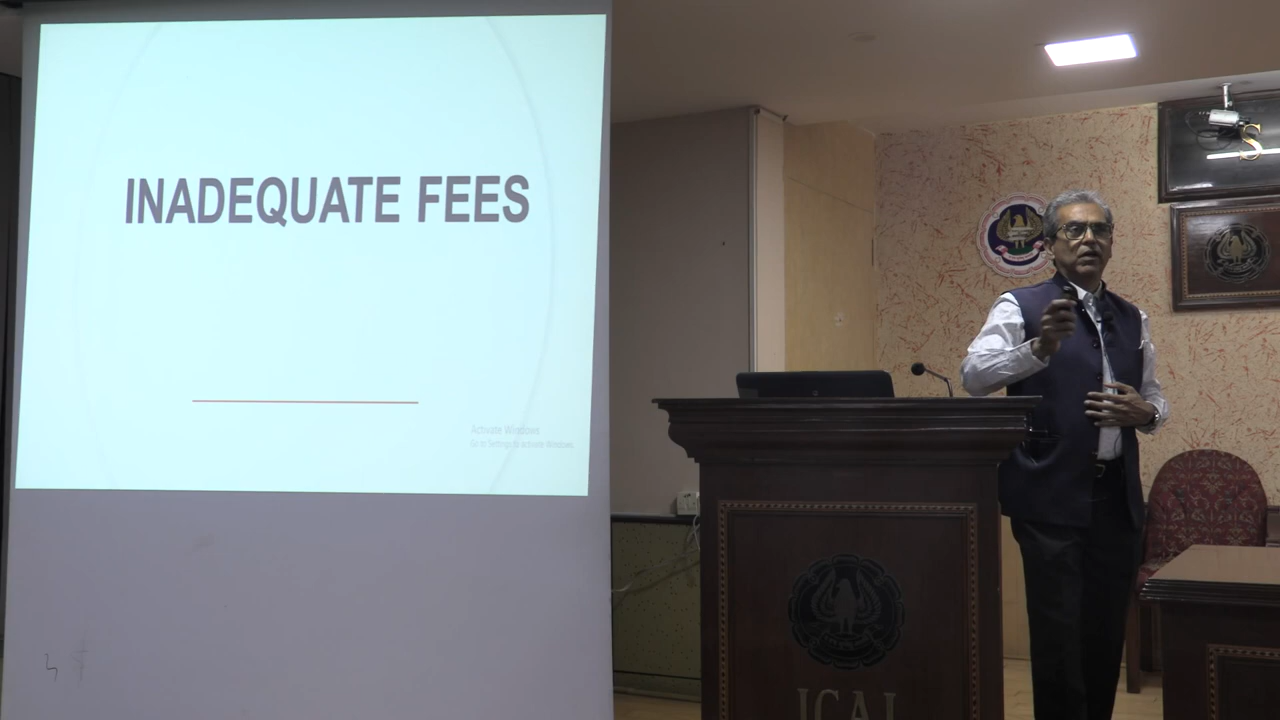 INADEQUATE FEES
Activate Windows
Go to Settings to activate Windows.
S
ICAI